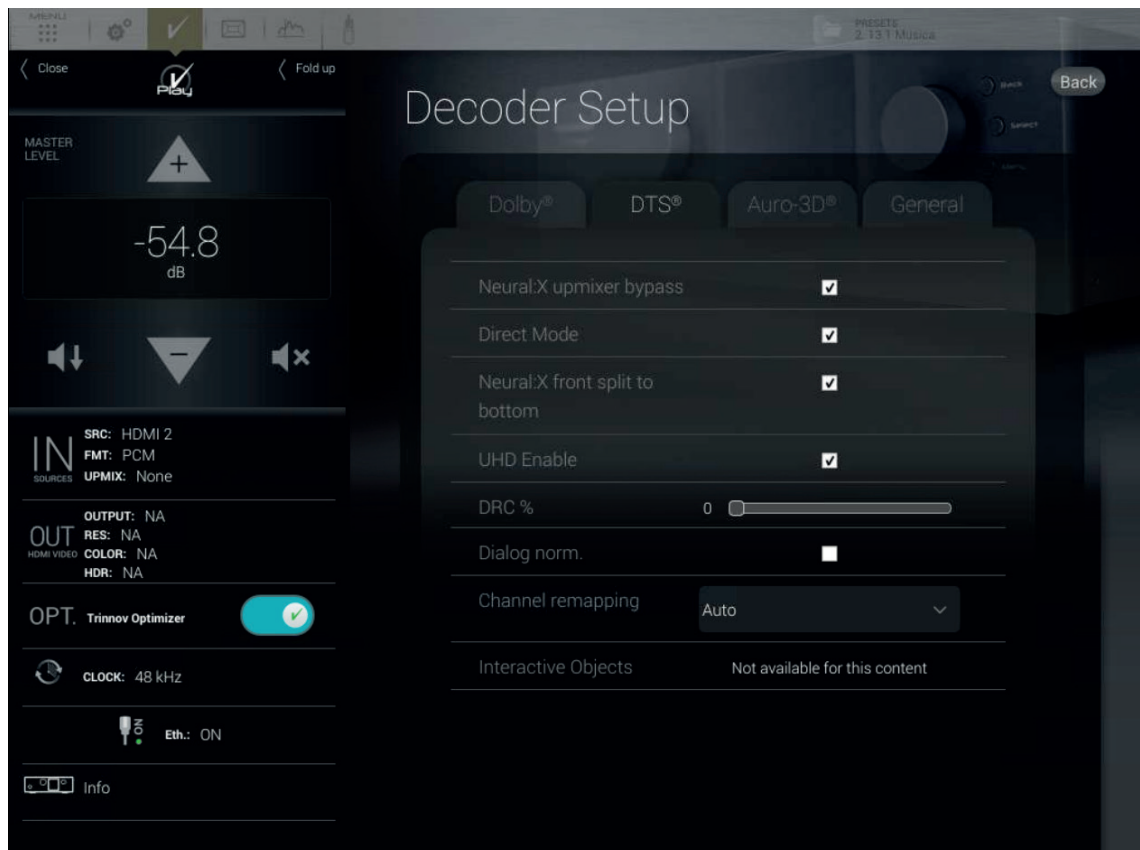 MENU
PRESETS
2. 13.1 Musica
Close
Play
Fold up
MASTER
LEVEL
+
-54.8
dB
−
IN
SOURCES
SRC: HDMI 2
FMT: PCM
UPMIX: None
OUT
HDMI VIDEO
OUTPUT: NA
RES: NA
COLOR: NA
HDR: NA
OPT. Trinnov Optimizer
CLOCK: 48 kHz
ON
Eth.: ON
Info
Decoder Setup
Back
Back
Select
Dolby® DTS® Auro-3D® General
Neural:X upmixer bypass
Direct Mode
Neural:X front split to
bottom
UHD Enable
DRC % 0
Dialog norm.
Channel remapping Auto
Interactive Objects Not available for this content